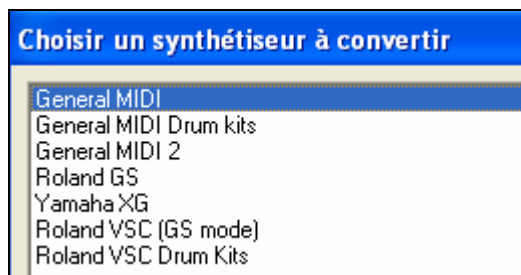 Choisir un synthétiseur à convertir
General MIDI
General MIDI Drum kits
General MIDI 2
Roland GS
Yamaha XG
Roland VSC (GS mode)
Roland VSC Drum Kits